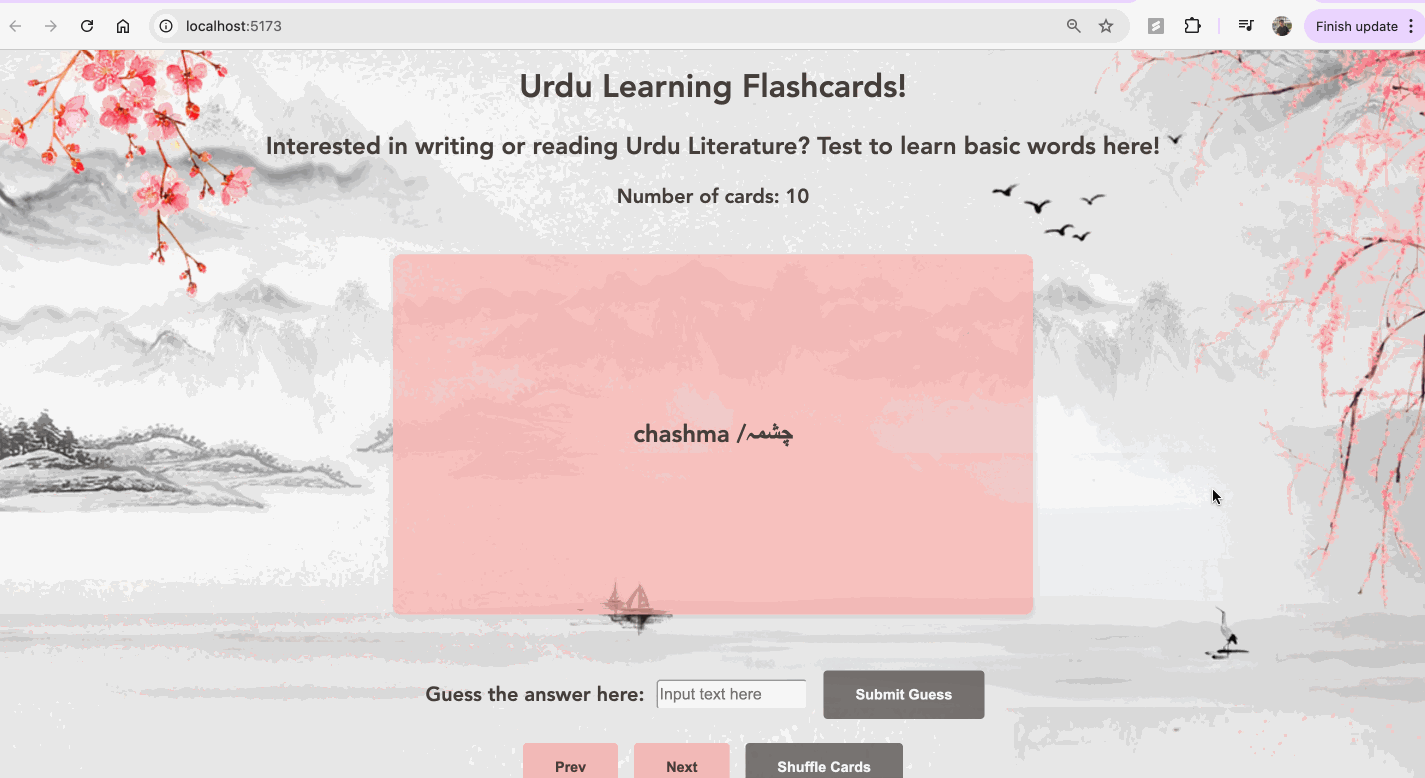 localhost:5173
Finish update
Urdu Learning Flashcards!
Interested in writing or reading Urdu Literature? Test to learn basic words here!
Number of cards: 10
chashma /چشمہ
Guess the answer here: Input text here Submit Guess
Prev Next Shuffle Cards